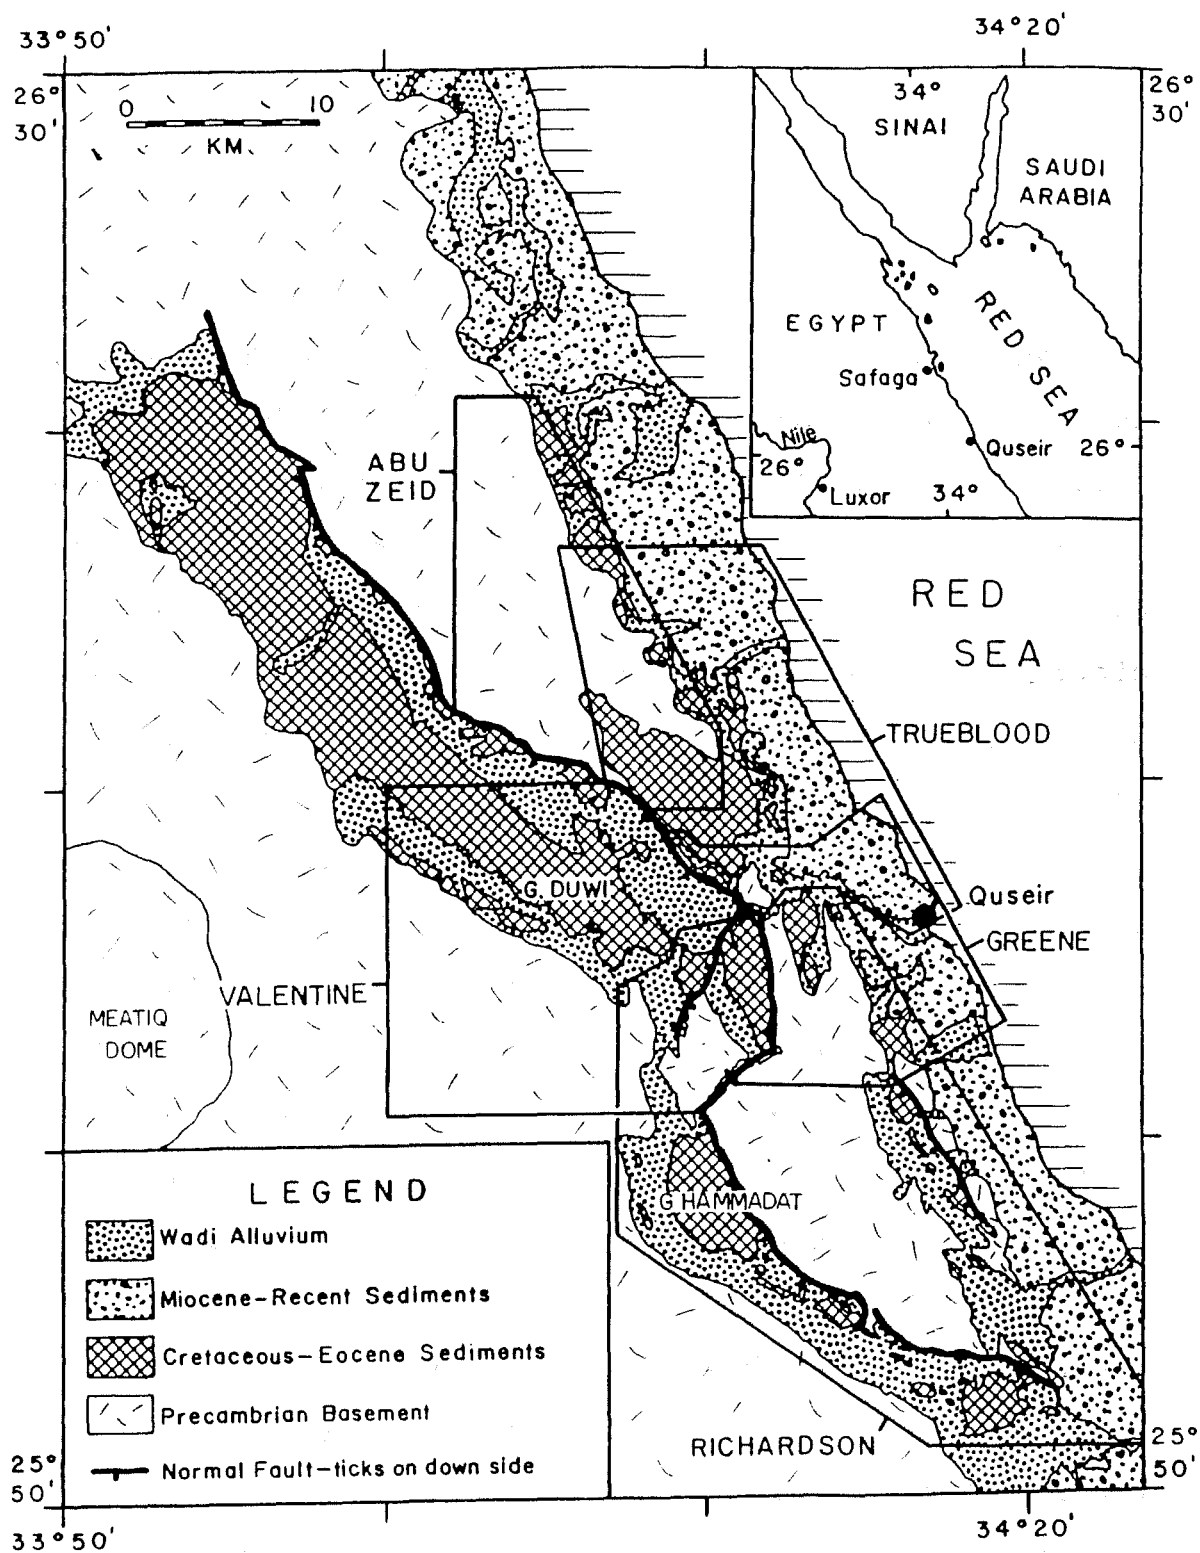 33°50'
34°20'
26°
30'
26°
30'
0 10
KM
34°
SINAI
SAUDI
ARABIA
RED SEA
EGYPT
Safaga
Quseir
26°
Nile
26°
Luxor
34°
ABU
ZEID
RED
SEA
TRUEBLOOD
G. DUWI
Quseir
GREENE
VALENTINE
MEATIQ
DOME
G. HAMMADAT
LEGEND
Wadi Alluvium
Miocene-Recent Sediments
Cretaceous-Eocene Sediments
Precambrian Basement
Normal Fault-ticks on down side
RICHARDSON
25°
50'
25°
50'
33°50'
34°20'